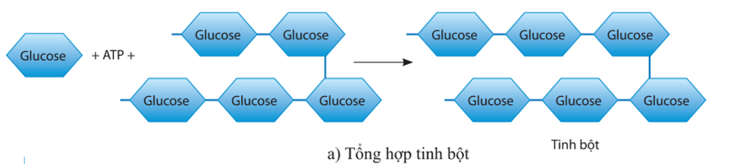 Glucose Glucose Glucose Glucose Glucose
Glucose + ATP +
Glucose Glucose Glucose Glucose Glucose Glucose
Tinh bột
a) Tổng hợp tinh bột